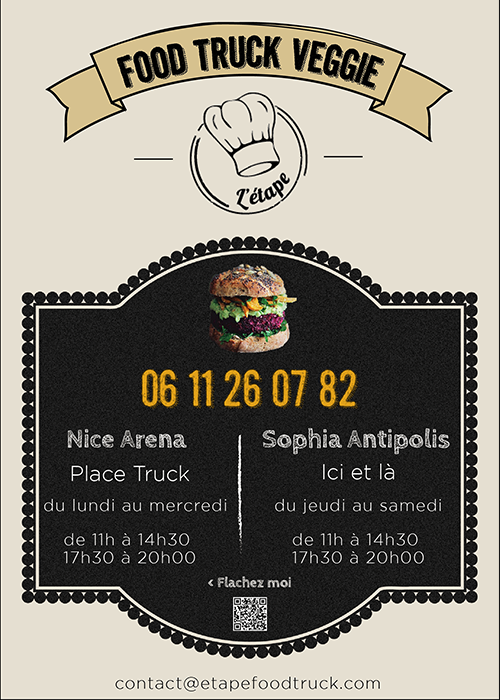 FOOD TRUCK VEGGIE
L'étape
06 11 26 07 82
Nice Arena
Place Truck
du lundi au mercredi
de 11h à 14h30
17h30 à 20h00
Sophia Antipolis
Ici et là
du jeudi au samedi
de 11h à 14h30
17h30 à 20h00
< Flachez moi
contact@etapefoodtruck.com